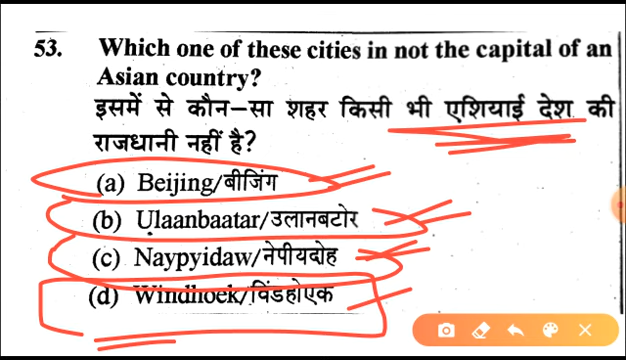 53. Which one of these cities in not the capital of an
Asian country?
इसमें से कौन-सा शहर किसी भी एशियाई देश की
राजधानी नहीं है?
(a) Beijing/बीजिंग
(b) Ulaanbaatar/उलानबटोर
(c) Naypyidaw/नेपीयदोह
(d) Windhoek/विंडहोएक